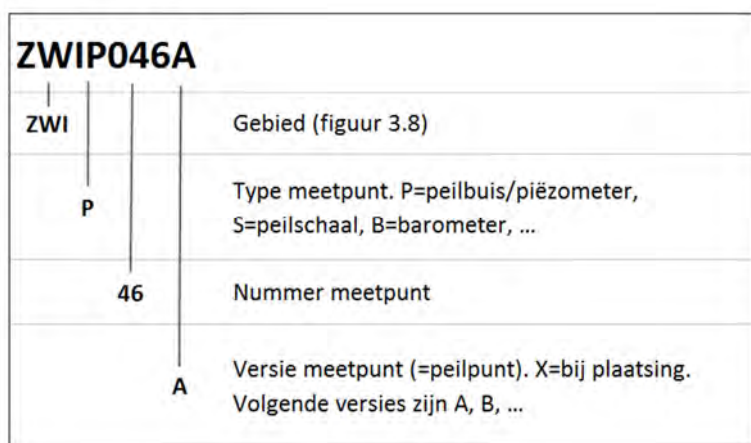 ZWIP046A
ZWI Gebied (figuur 3.8)
P Type meetpunt. P=peilbuis/piëzometer,
S=peilschaal, B=barometer, ...
46 Nummer meetpunt
A Versie meetpunt (=peilpunt). X=bij plaatsing.
Volgende versies zijn A, B, ...